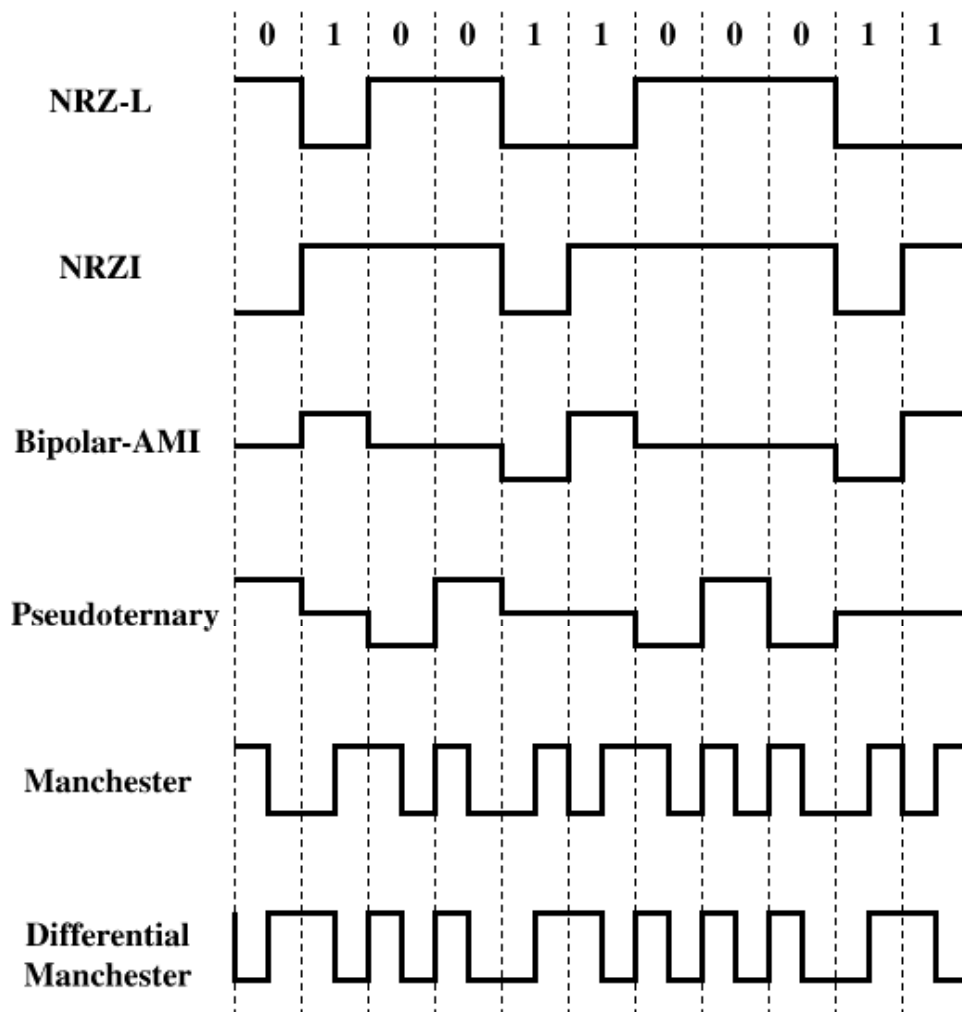 0 1 0 0 1 1 0 0 0 1 1
NRZ-L
NRZI
Bipolar-AMI
Pseudoternary
Manchester
Differential
Manchester